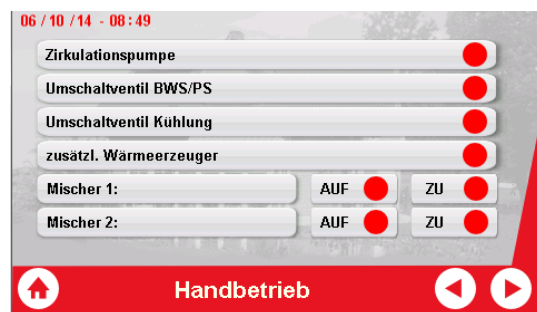 06 / 10 / 14 - 08:49
Zirkulationspumpe
Umschaltventil BWS/PS
Umschaltventil Kühlung
zusätzl. Wärmeerzeuger
Mischer 1: AUF ZU
Mischer 2: AUF ZU
Handbetrieb